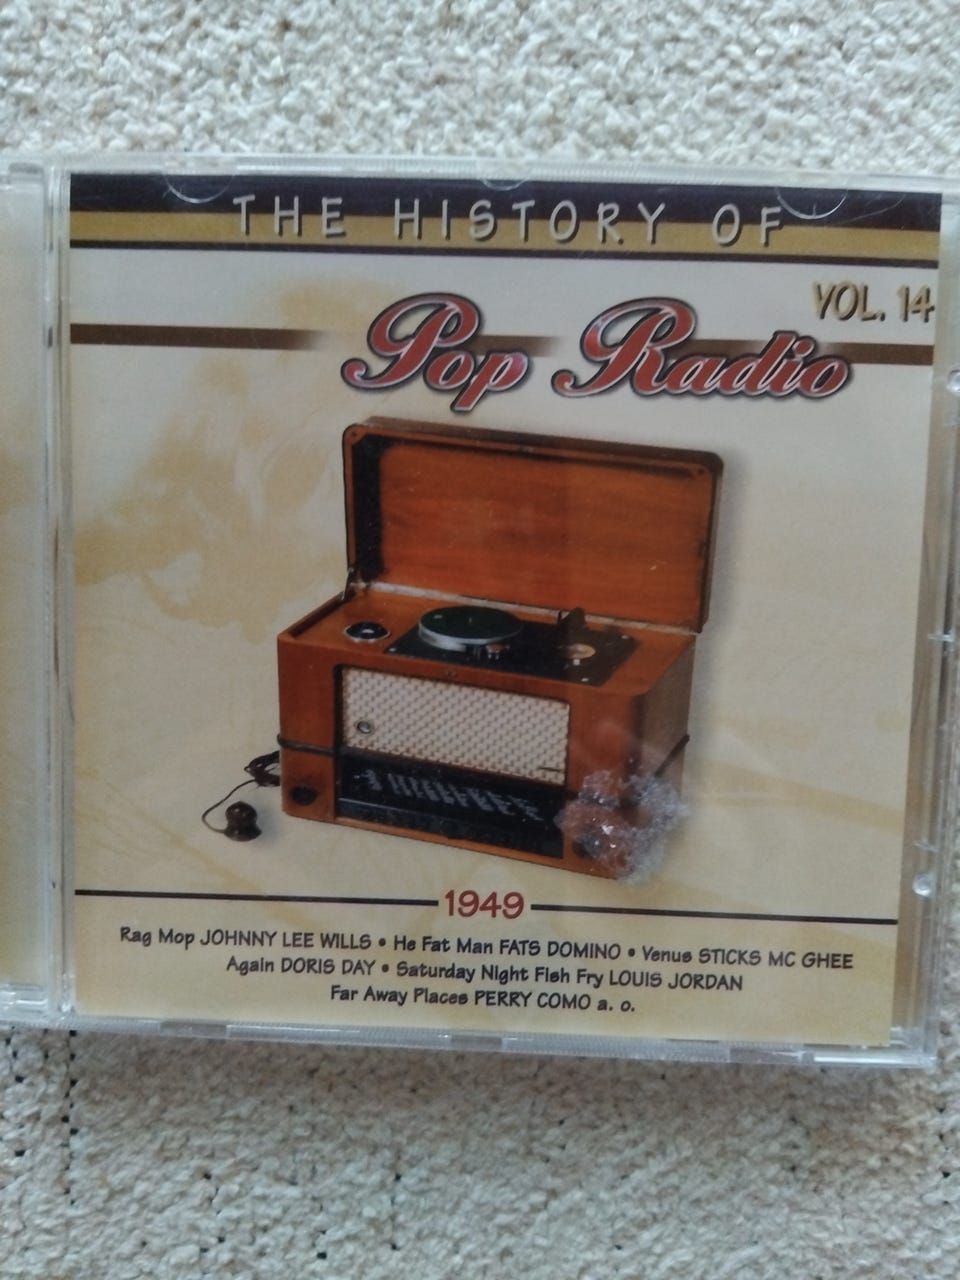 THE HISTORY OF
VOL. 14
Pop Radio
1949
Rag Mop JOHNNY LEE WILLS • He Fat Man FATS DOMINO • Venus STICKS MC GHEE
Again DORIS DAY • Saturday Night Fish Fry LOUIS JORDAN
Far Away Places PERRY COMO a. o.